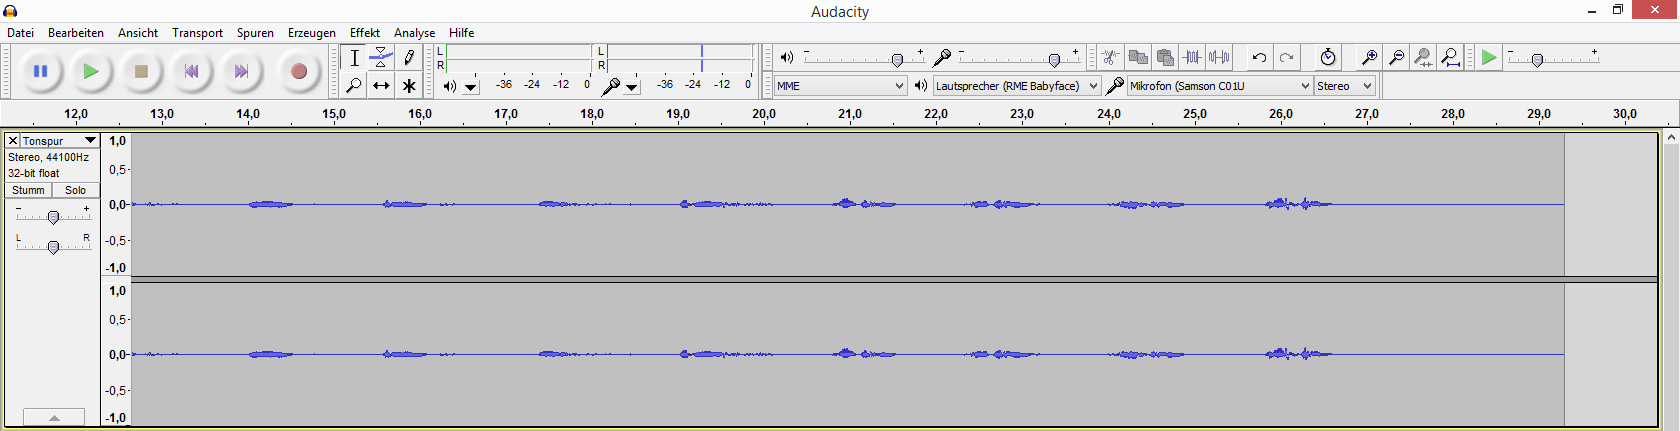 Audacity
Datei Bearbeiten Ansicht Transport Spuren Erzeugen Effekt Analyse Hilfe
L
R
-36 -24 -12 0
L
R
-36 -24 -12 0
- +
- +
- +
MME
Lautsprecher (RME Babyface)
Mikrofon (Samson C01U
Stereo
12,0 13,0 14,0 15,0 16,0 17,0 18,0 19,0 20,0 21,0 22,0 23,0 24,0 25,0 26,0 27,0 28,0 29,0 30,0
X Tonspur
Stereo, 44100Hz
32-bit float
Stumm Solo
- +
L R
1,0
0,5-
0,0-
-0,5-
-1,0
1,0
0,5-
0,0-
-0,5-
-1,0